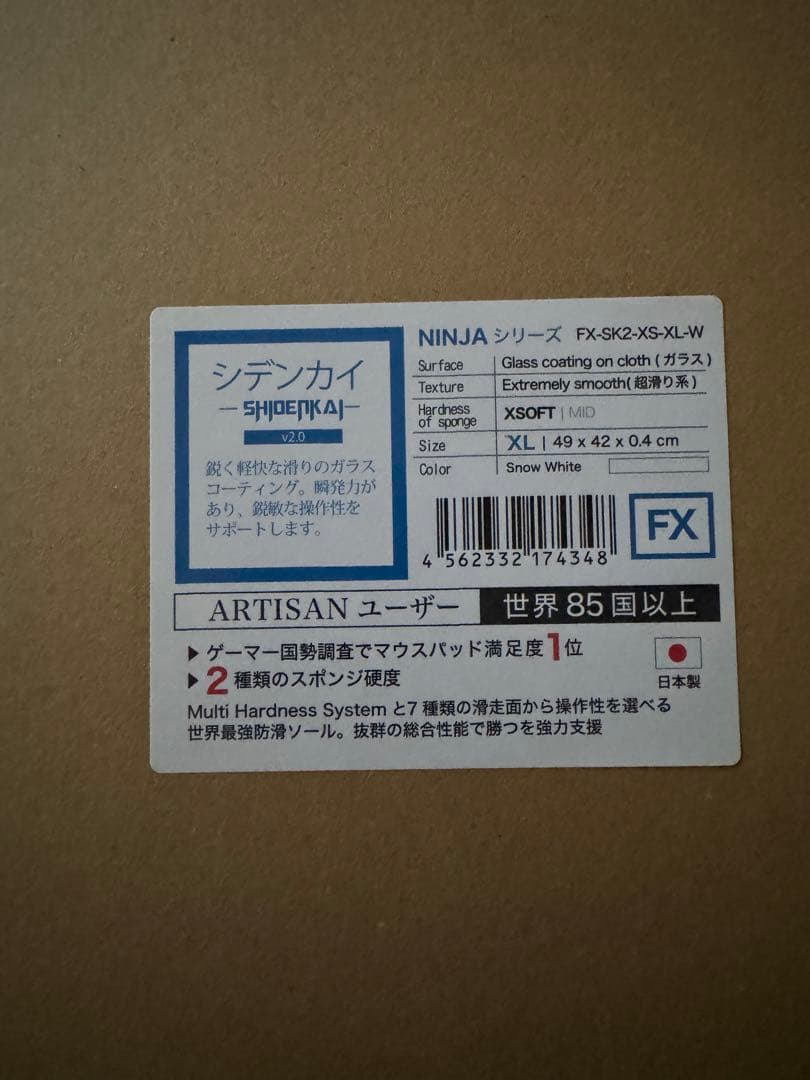 シデンカイ
SHIDENKAI
v2.0
鋭く軽快な滑りのガラス
コーティング。瞬発力が
あり、鋭敏な操作性を
サポートします。
NINJA シリーズ FX-SK2-XS-XL-W
Surface Glass coating on cloth ( ガラス )
Texture Extremely smooth( 超滑り系 )
Hardness
of sponge XSOFT | MID
Size XL | 49 x 42 x 0.4 cm
Color Snow White
4 562332 174348
FX
ARTISAN ユーザー 世界 85 国以上
▶ ゲーマー国勢調査でマウスパッド満足度1位
▶ 2 種類のスポンジ硬度
日本製
Multi Hardness System と7 種類の滑走面から操作性を選べる
世界最強防滑ソール。抜群の総合性能で勝つを強力支援